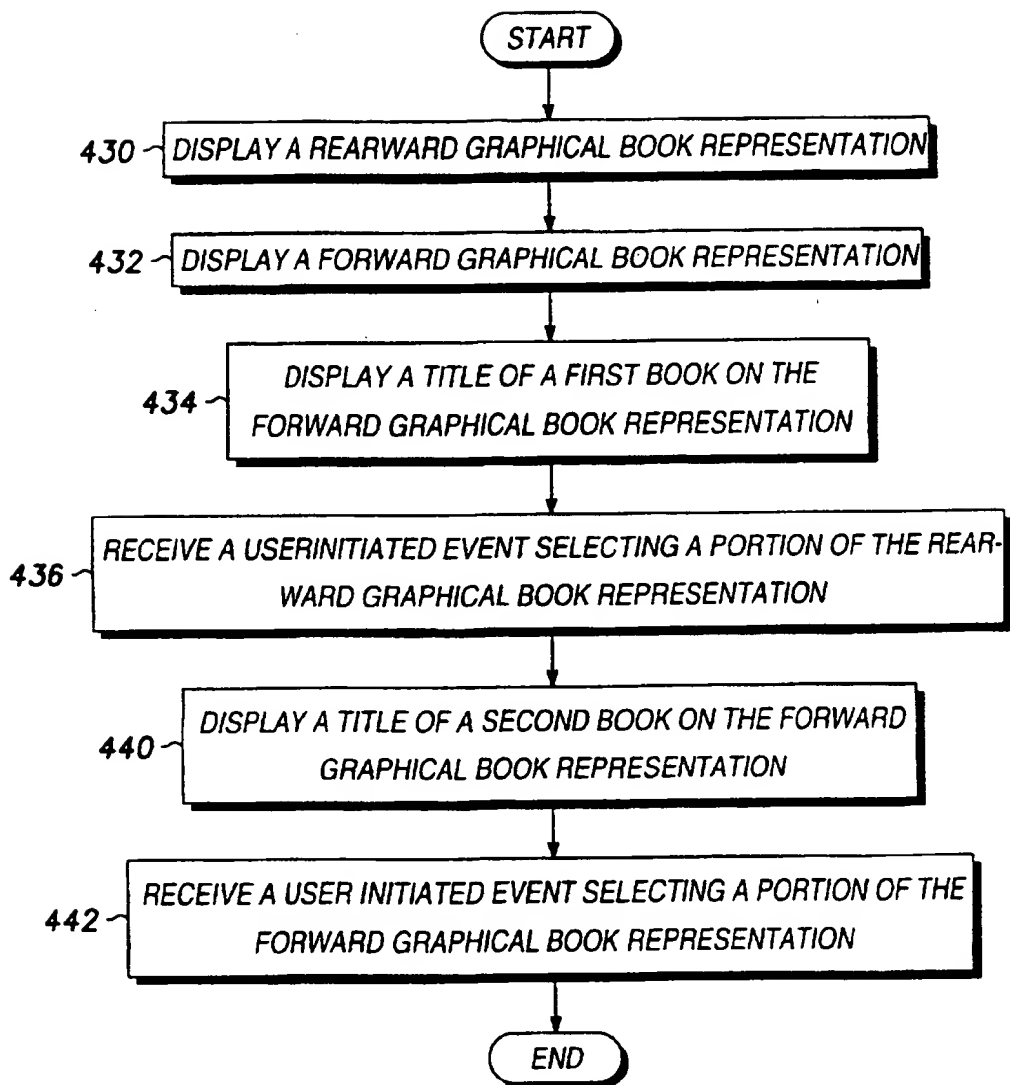 START
430 DISPLAY A REARWARD GRAPHICAL BOOK REPRESENTATION
432 DISPLAY A FORWARD GRAPHICAL BOOK REPRESENTATION
DISPLAY A TITLE OF A FIRST BOOK ON THE
434
FORWARD GRAPHICAL BOOK REPRESENTATION
RECEIVE A USERINITIATED EVENT SELECTING A PORTION OF THE REAR-
436
WARD GRAPHICAL BOOK REPRESENTATION
DISPLAY A TITLE OF A SECOND BOOK ON THE FORWARD
440
GRAPHICAL BOOK REPRESENTATION
RECEIVE A USER INITIATED EVENT SELECTING A PORTION OF THE
442
FORWARD GRAPHICAL BOOK REPRESENTATION
END